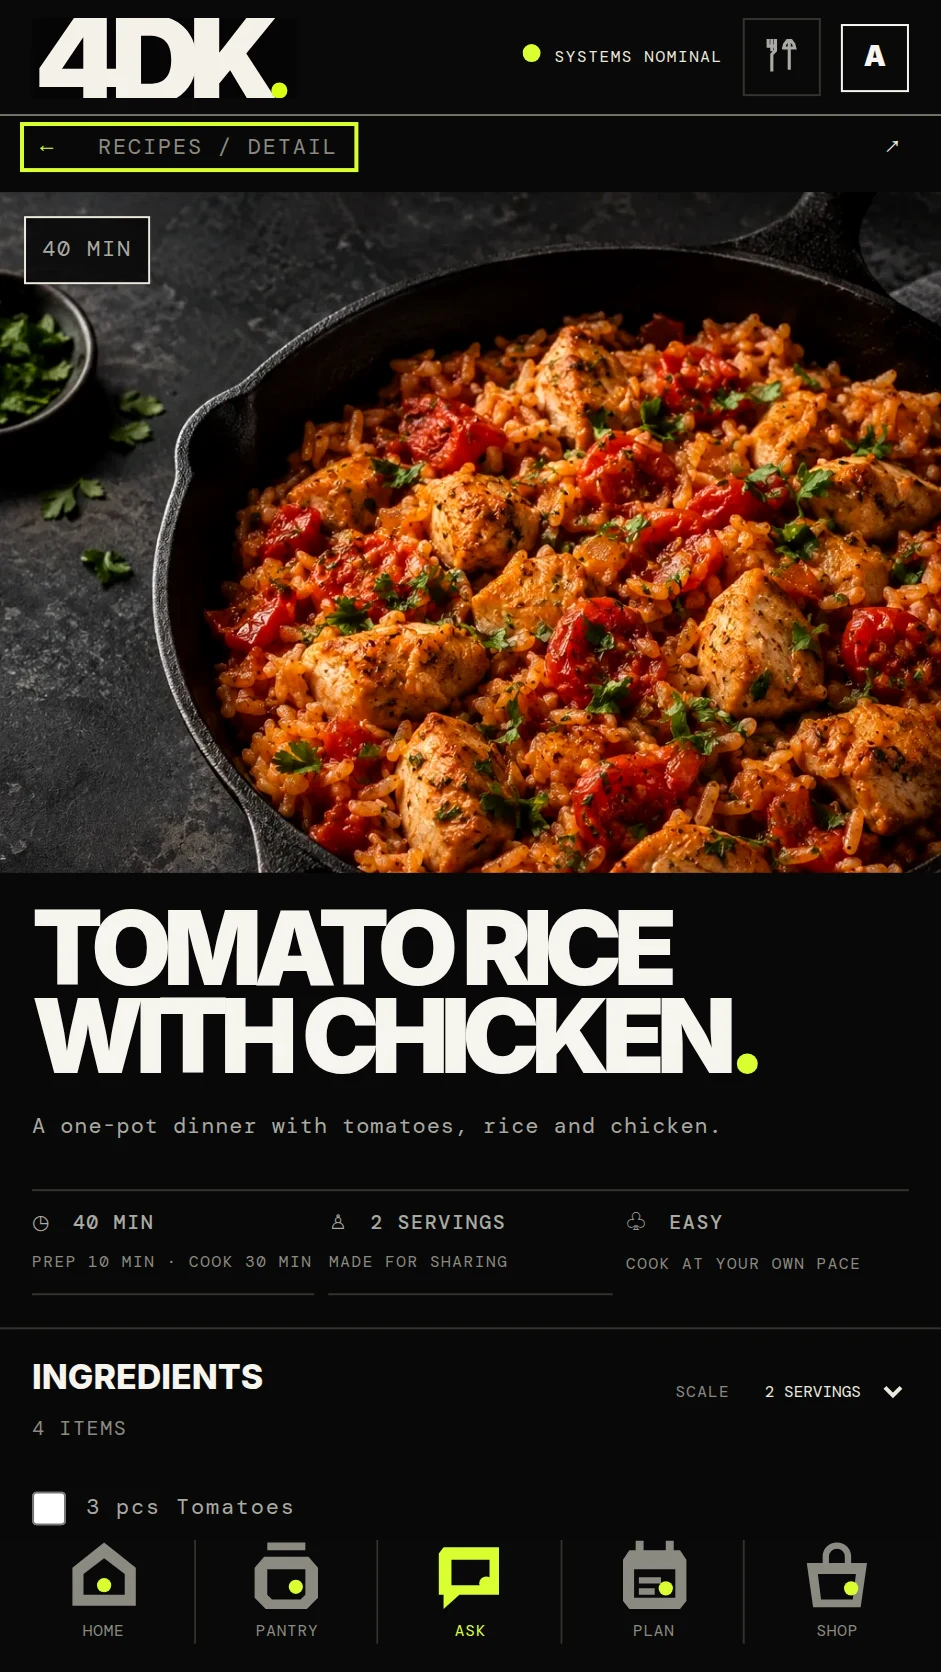 4DK.
SYSTEMS NOMINAL
A
← RECIPES / DETAIL
↗
40 MIN
TOMATO RICE
WITH CHICKEN.
A one-pot dinner with tomatoes, rice and chicken.
40 MIN
PREP 10 MIN · COOK 30 MIN
2 SERVINGS
MADE FOR SHARING
EASY
COOK AT YOUR OWN PACE
INGREDIENTS
4 ITEMS
SCALE 2 SERVINGS
3 pcs Tomatoes
HOME
PANTRY
ASK
PLAN
SHOP